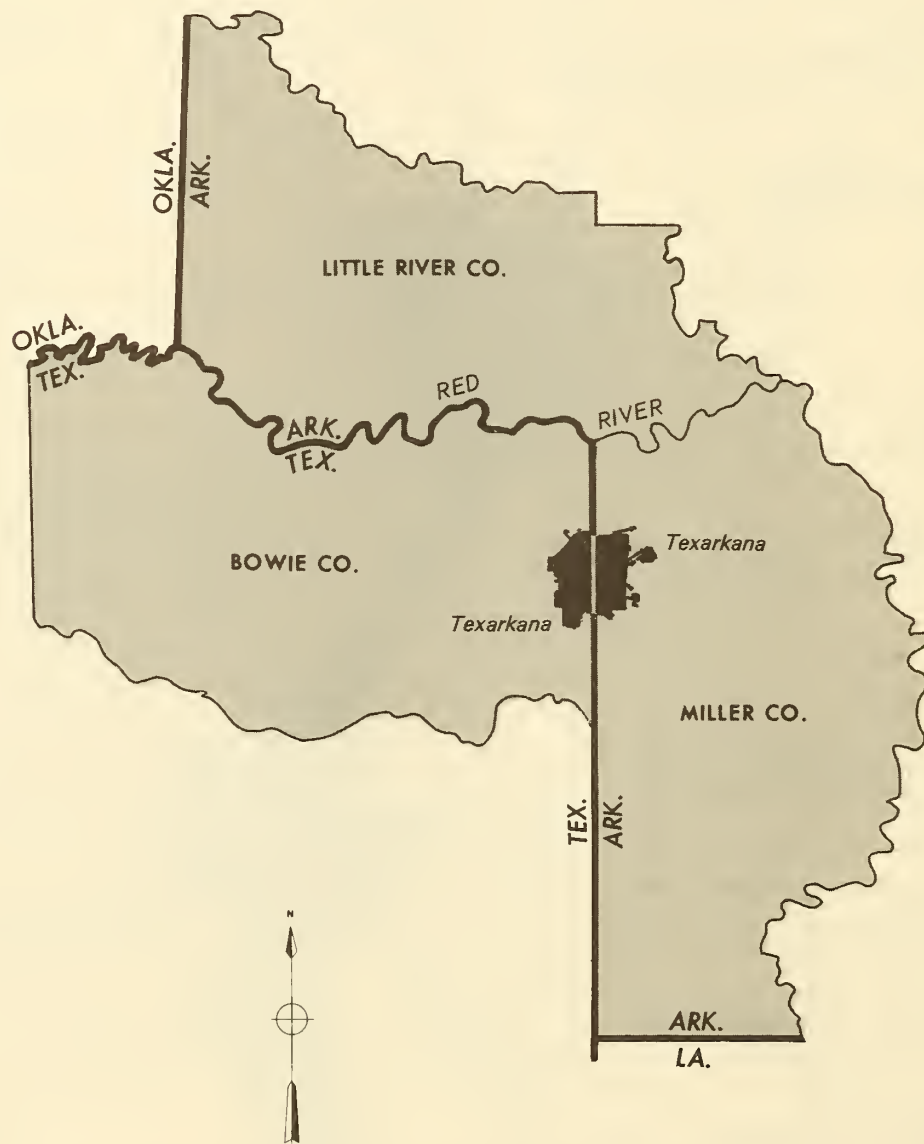 OKLA.
ARK.
LITTLE RIVER CO.
OKLA.
TEX.
RED
RIVER
ARK.
TEX.
Texarkana
BOWIE CO.
Texarkana
MILLER CO.
TEX.
ARK.
N
ARK.
LA.